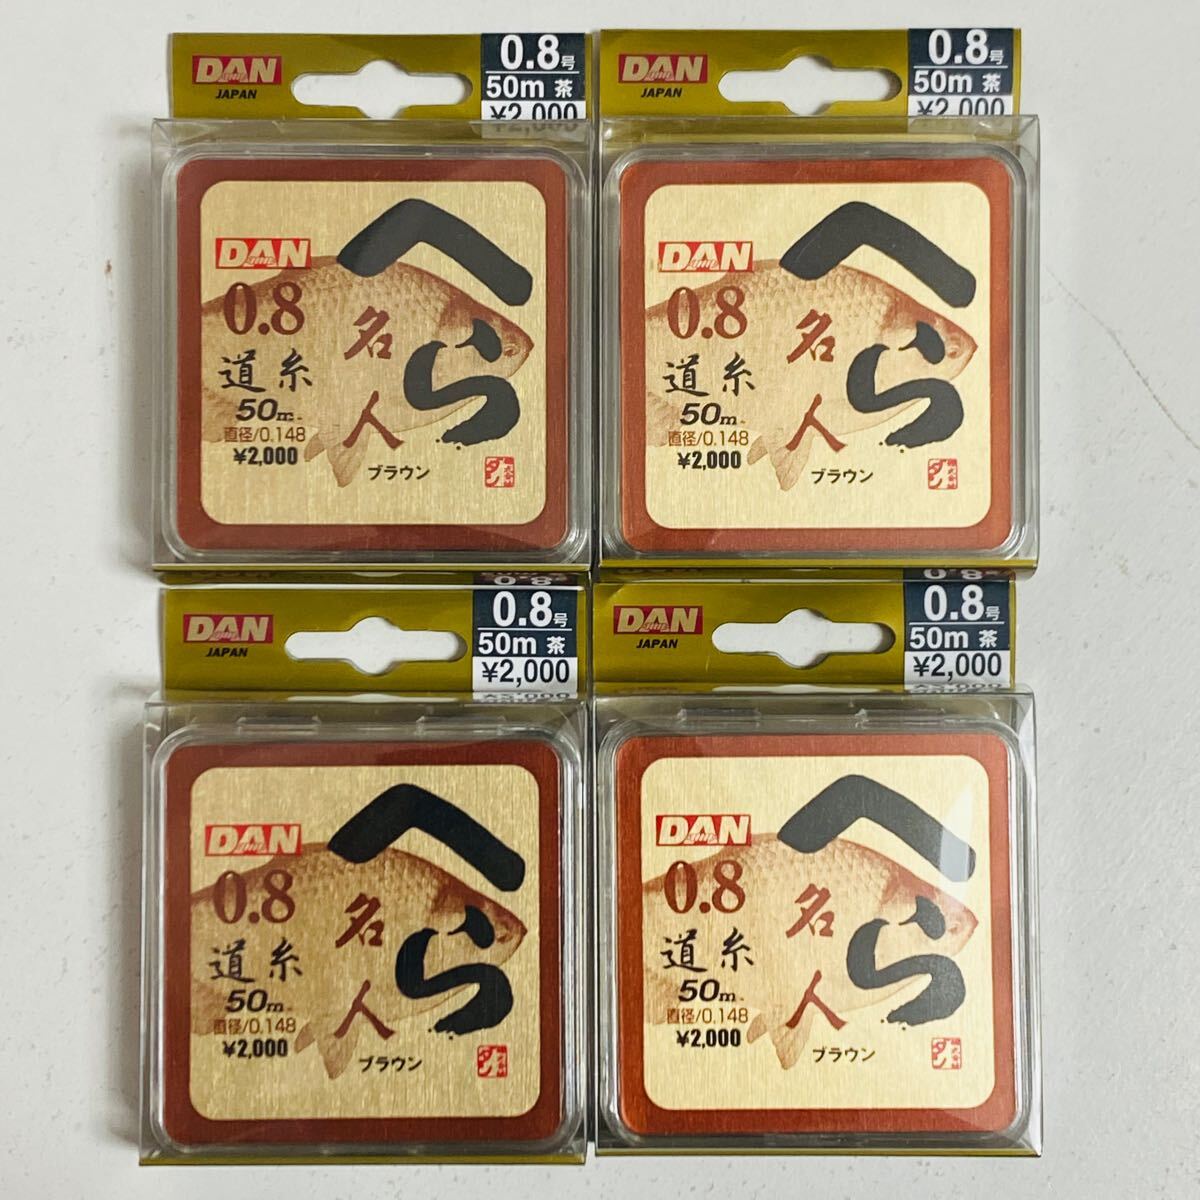 DAN
JAPAN
0.8号
50m 茶
¥2,000
DAN
0.8
道糸
50m
直径/0.148
¥2,000
へら
名人
ブラウン
DAN
JAPAN
0.8号
50m 茶
¥2,000
DAN
0.8
道糸
50m
直径/0.148
¥2,000
へら
名人
ブラウン
DAN
JAPAN
0.8号
50m 茶
¥2,000
DAN
0.8
道糸
50m
直径/0.148
¥2,000
へら
名人
ブラウン
DAN
JAPAN
0.8号
50m 茶
¥2,000
DAN
0.8
道糸
50m
直径/0.148
¥2,000
へら
名人
ブラウン